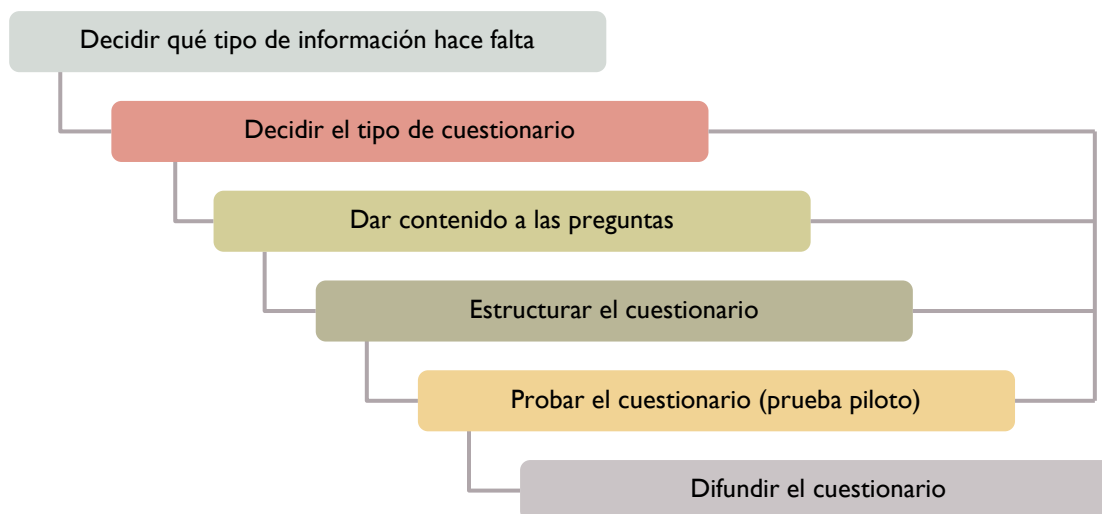 Decidir qué tipo de información hace falta
Decidir el tipo de cuestionario
Dar contenido a las preguntas
Estructurar el cuestionario
Probar el cuestionario (prueba piloto)
Difundir el cuestionario